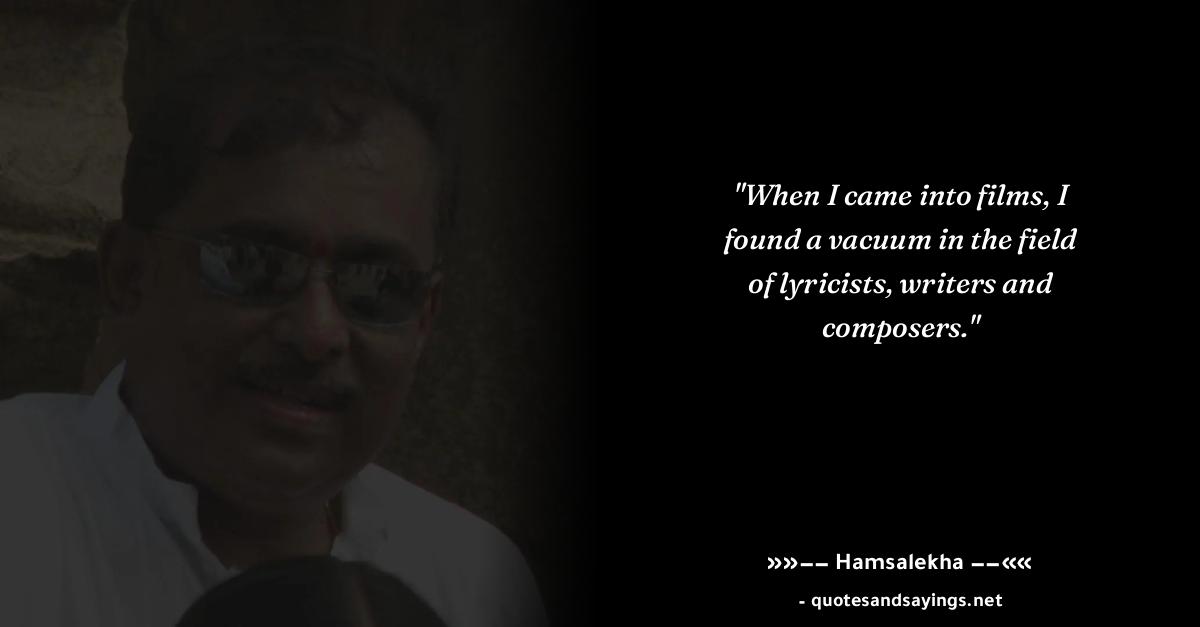 "When I came into films, I
found a vacuum in the field
of lyricists, writers and
composers."
»»−− Hamsalekha −−««
- quotesandsayings.net